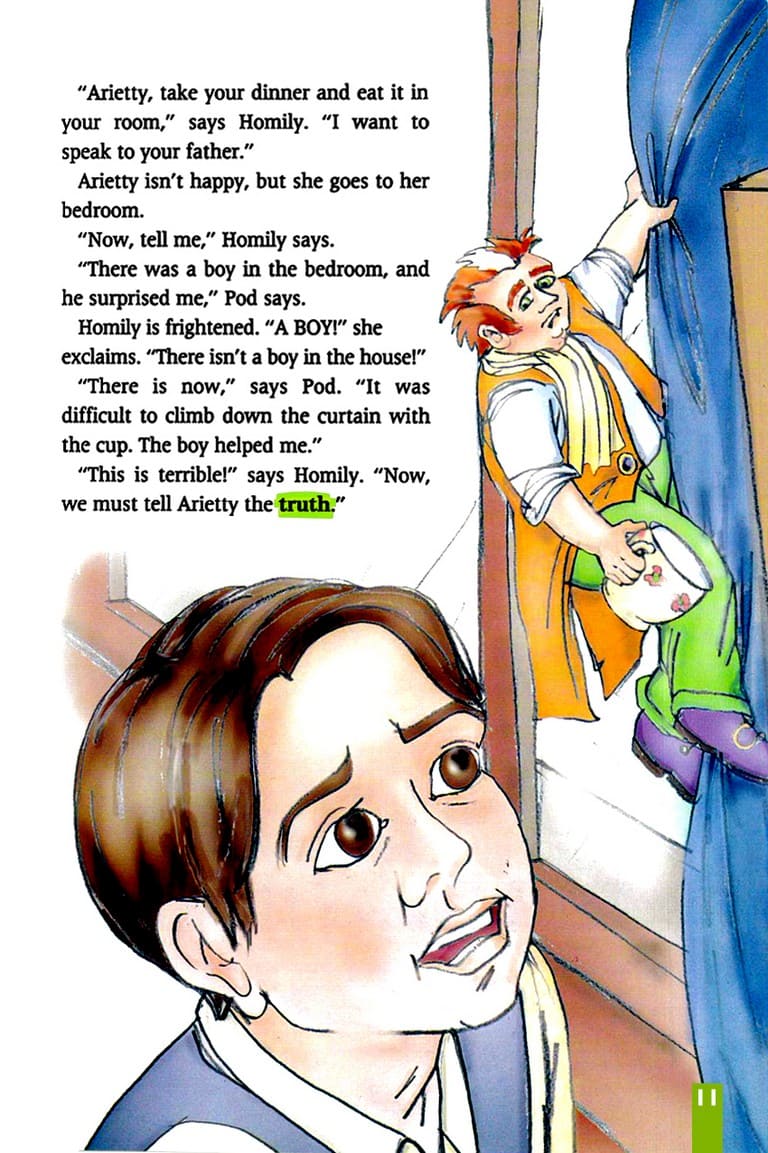 “Arietty, take your dinner and eat it in
your room,” says Homily. “I want to
speak to your father.”
Arietty isn’t happy, but she goes to her
bedroom.
“Now, tell me,” Homily says.
“There was a boy in the bedroom, and
he surprised me,” Pod says.
Homily is frightened. “A BOY!” she
exclaims. “There isn’t a boy in the house!”
“There is now,” says Pod. “It was
difficult to climb down the curtain with
the cup. The boy helped me.”
“This is terrible!” says Homily. “Now,
we must tell Arietty the truth.”
11